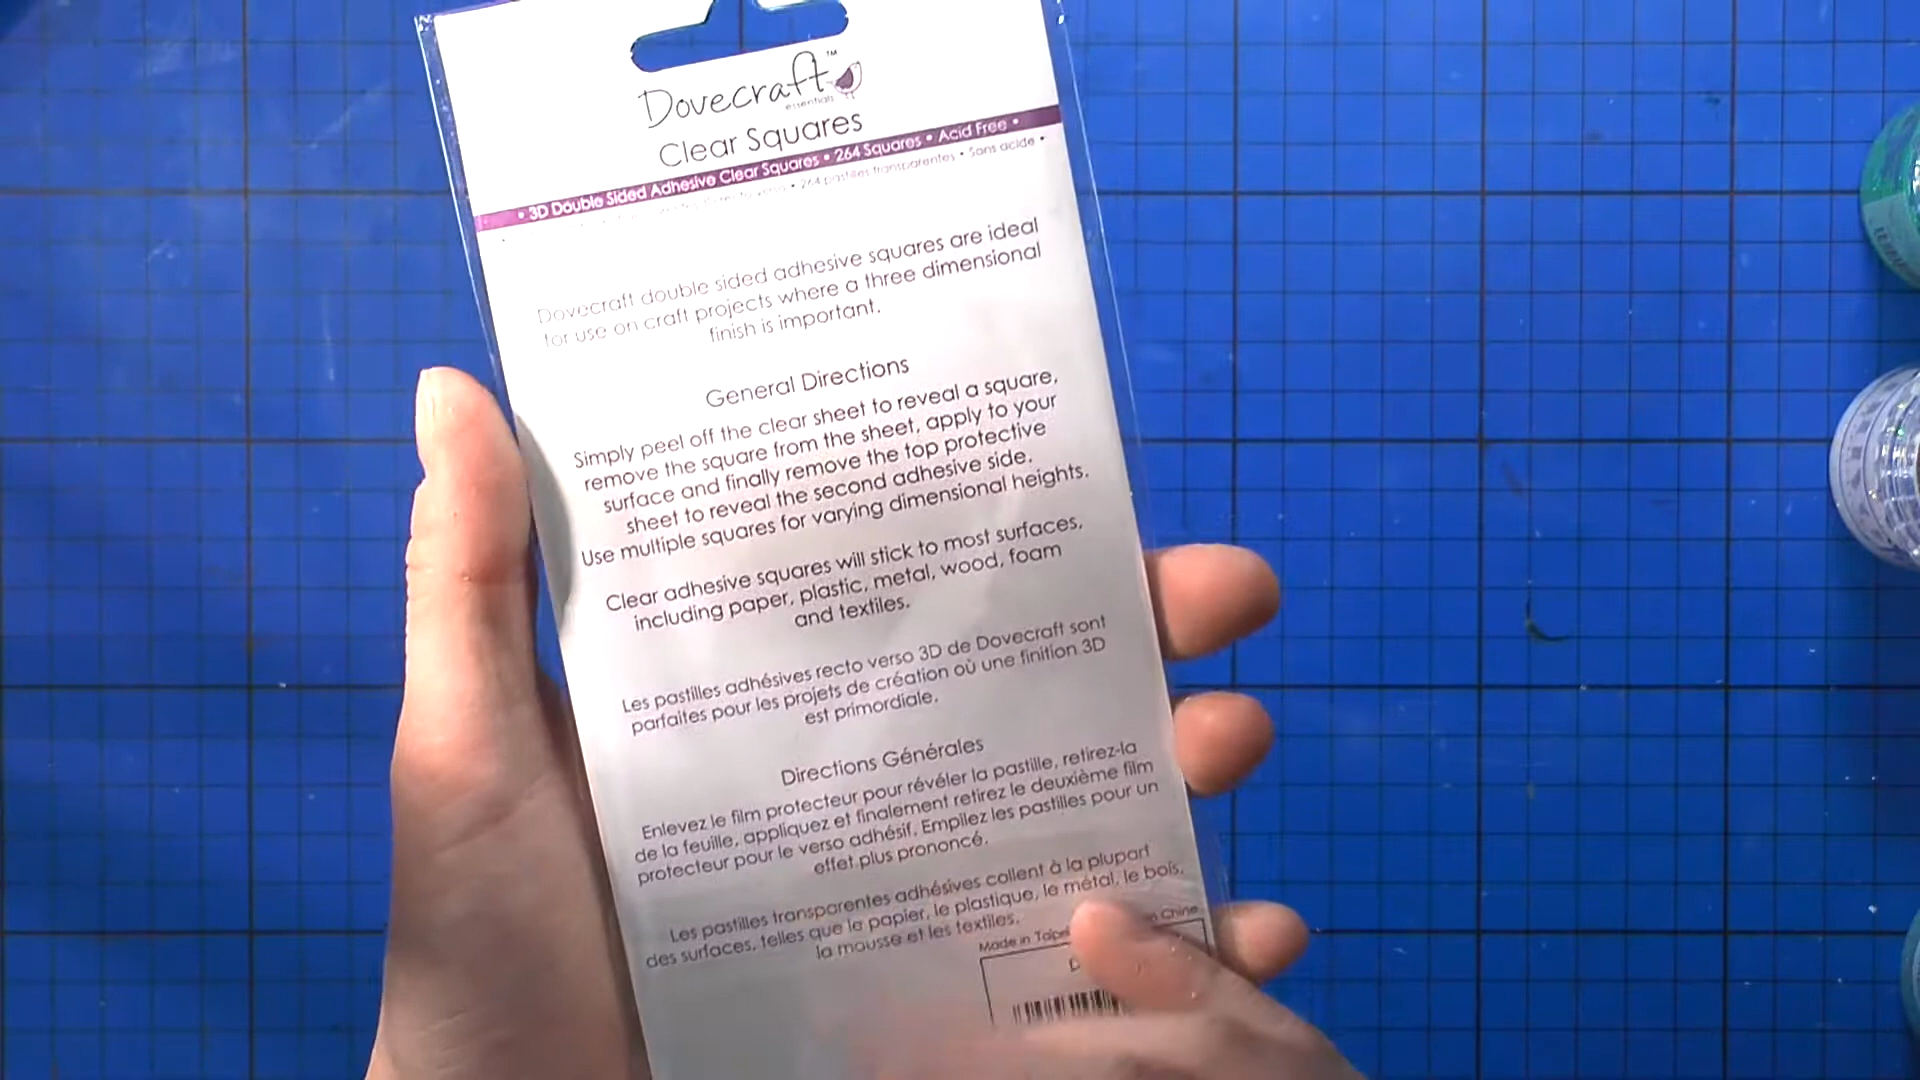 Dovecraft™
essentials
Clear Squares
• 3D Double Sided Adhesive Clear Squares • 264 Squares • Acid Free •
• 264 pastilles transparentes • Sans acide •
Dovecraft double sided adhesive squares are ideal
for use on craft projects where a three dimensional
finish is important.
General Directions
Simply peel off the clear sheet to reveal a square,
remove the square from the sheet, apply to your
surface and finally remove the top protective
sheet to reveal the second adhesive side.
Use multiple squares for varying dimensional heights.
Clear adhesive squares will stick to most surfaces,
including paper, plastic, metal, wood, foam
and textiles.
Les pastilles adhésives recto verso 3D de Dovecraft sont
parfaites pour les projets de création où une finition 3D
est primordiale.
Directions Générales
Enlevez le film protecteur pour révéler la pastille, retirez-la
de la feuille, appliquez et finalement retirez le deuxième film
protecteur pour le verso adhésif. Empilez les pastilles pour un
effet plus prononcé.
Les pastilles transparentes adhésives collent à la plupart
des surfaces, telles que le papier, le plastique, le métal, le bois,
la mousse et les textiles.
Made in Chine